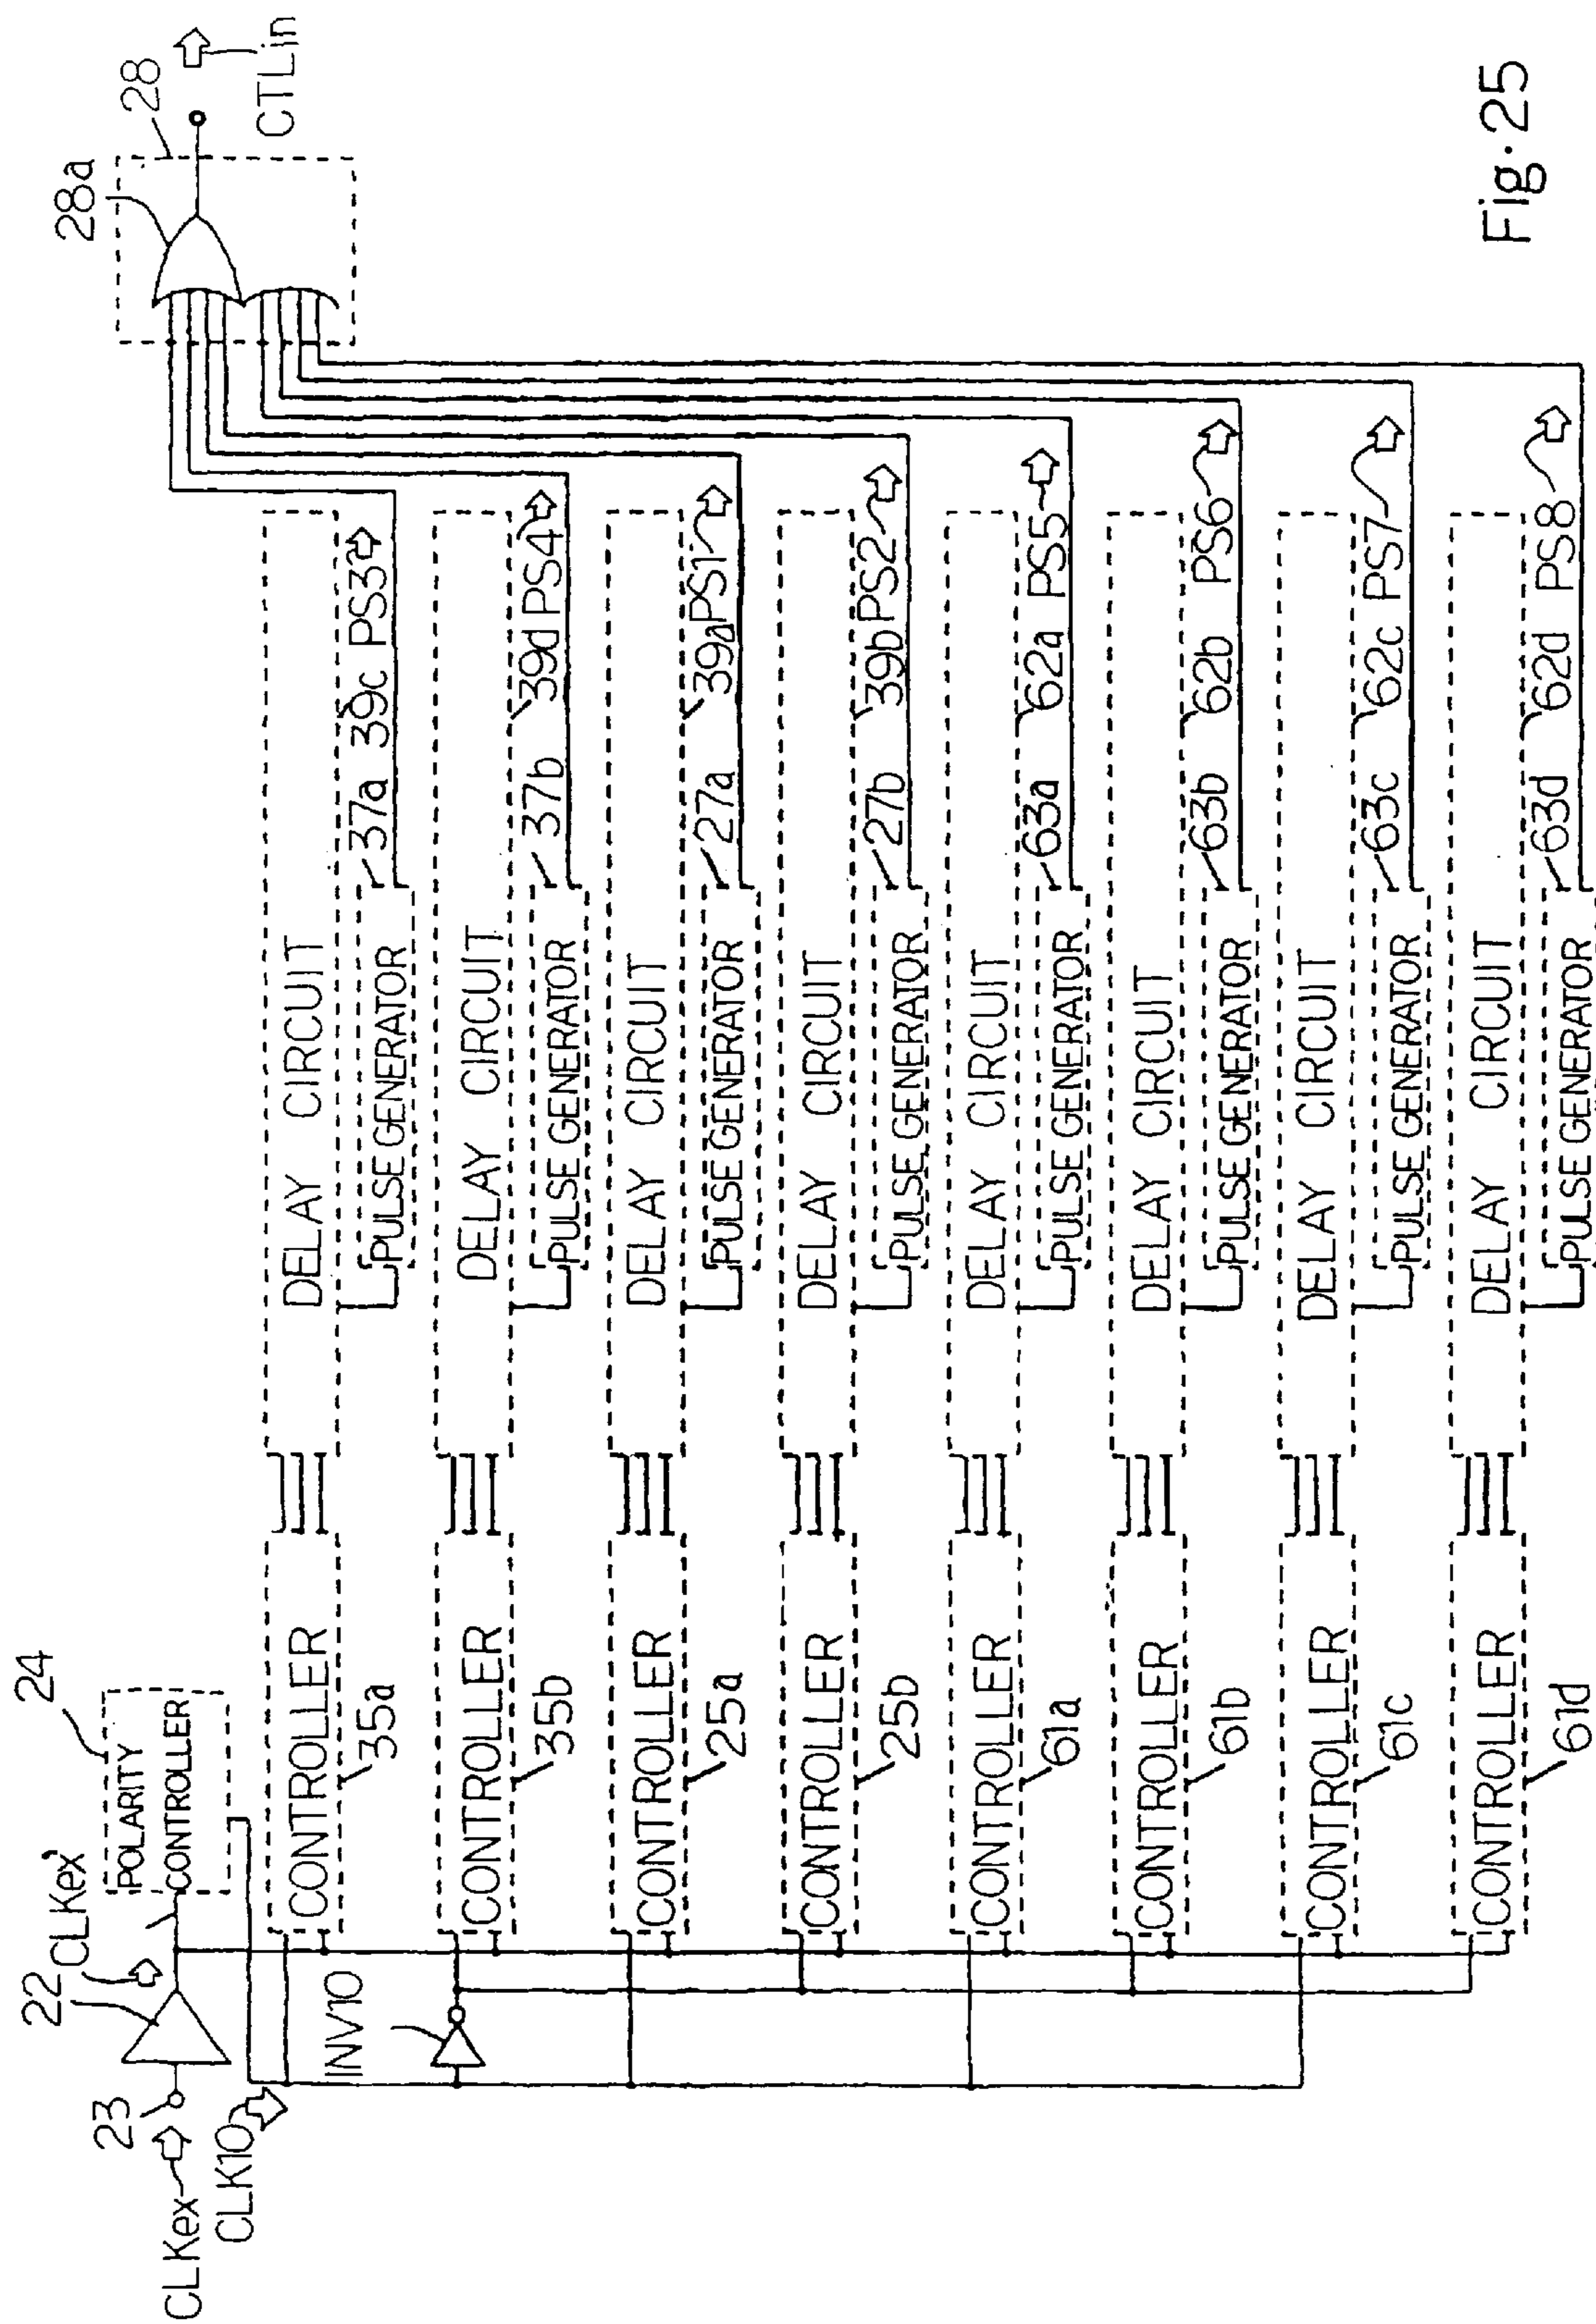 28a
28
CTLin
37a 39c PS3
37b 39d PS4
27a 39a PS1
27b 39b PS2
63a 62a PS5
63b 62b PS6
63c 62c PS7
63d 62d PS8
DELAY CIRCUIT
PULSE GENERATOR
DELAY CIRCUIT
PULSE GENERATOR
DELAY CIRCUIT
PULSE GENERATOR
DELAY CIRCUIT
PULSE GENERATOR
DELAY CIRCUIT
PULSE GENERATOR
DELAY CIRCUIT
PULSE GENERATOR
DELAY CIRCUIT
PULSE GENERATOR
DELAY CIRCUIT
PULSE GENERATOR
24
POLARITY
CONTROLLER
CONTROLLER
35a
CONTROLLER
35b
CONTROLLER
25a
CONTROLLER
25b
CONTROLLER
61a
CONTROLLER
61b
CONTROLLER
61c
CONTROLLER
61d
22
CLKex'
INV10
23
CLKex
CLK10
Fig. 25